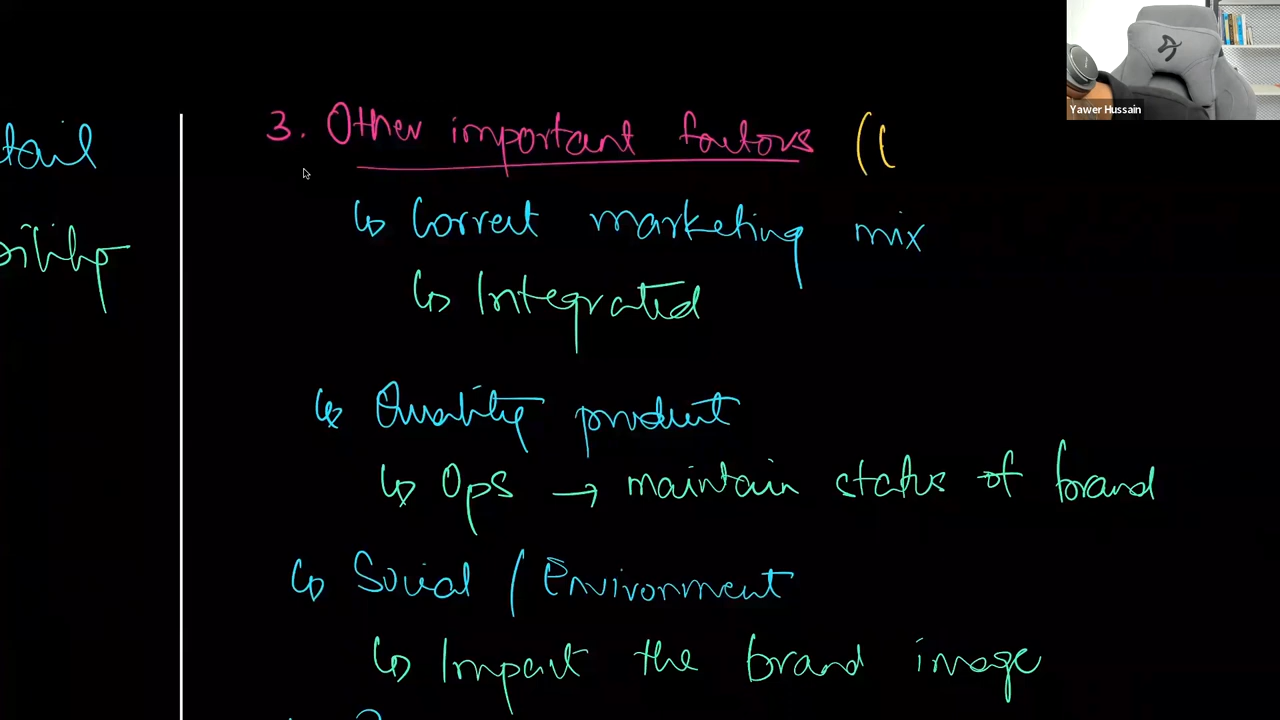 tail
3. Other important factors ((
↳ Correct marketing mix
↳ Integrated
↳ Quality product
↳ Ops → maintain status of brand
↳ Social / Environment
↳ Impact the brand image
Yawer Hussain